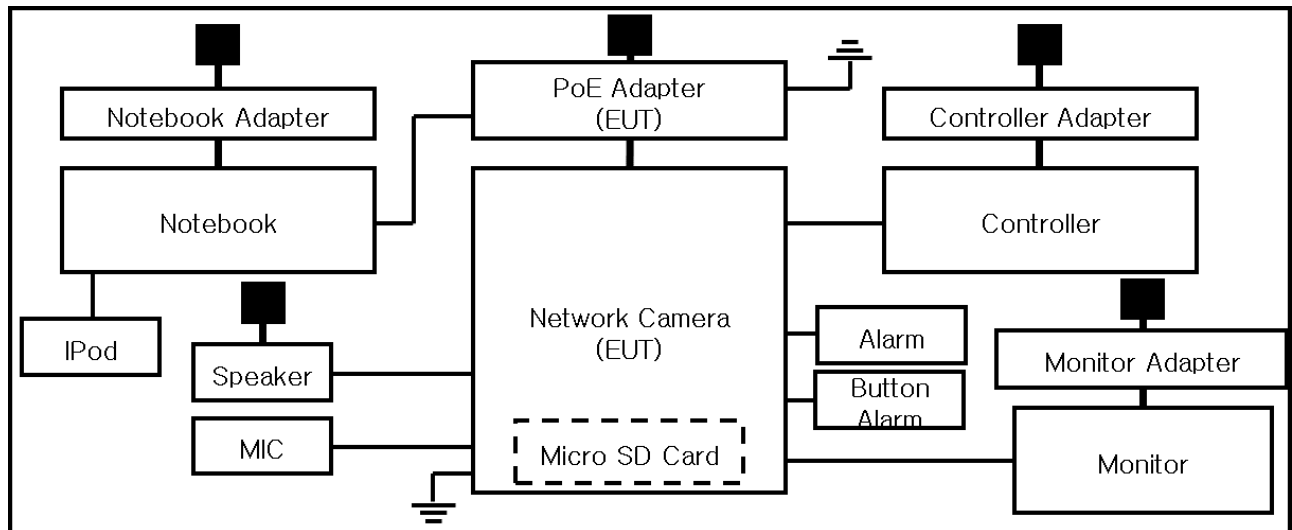 PoE Adapter
(EUT)
Notebook Adapter
Controller Adapter
Notebook
Controller
Network Camera
(EUT)
IPod
Speaker
MIC
Alarm
Button
Alarm
Monitor Adapter
Micro SD Card
Monitor